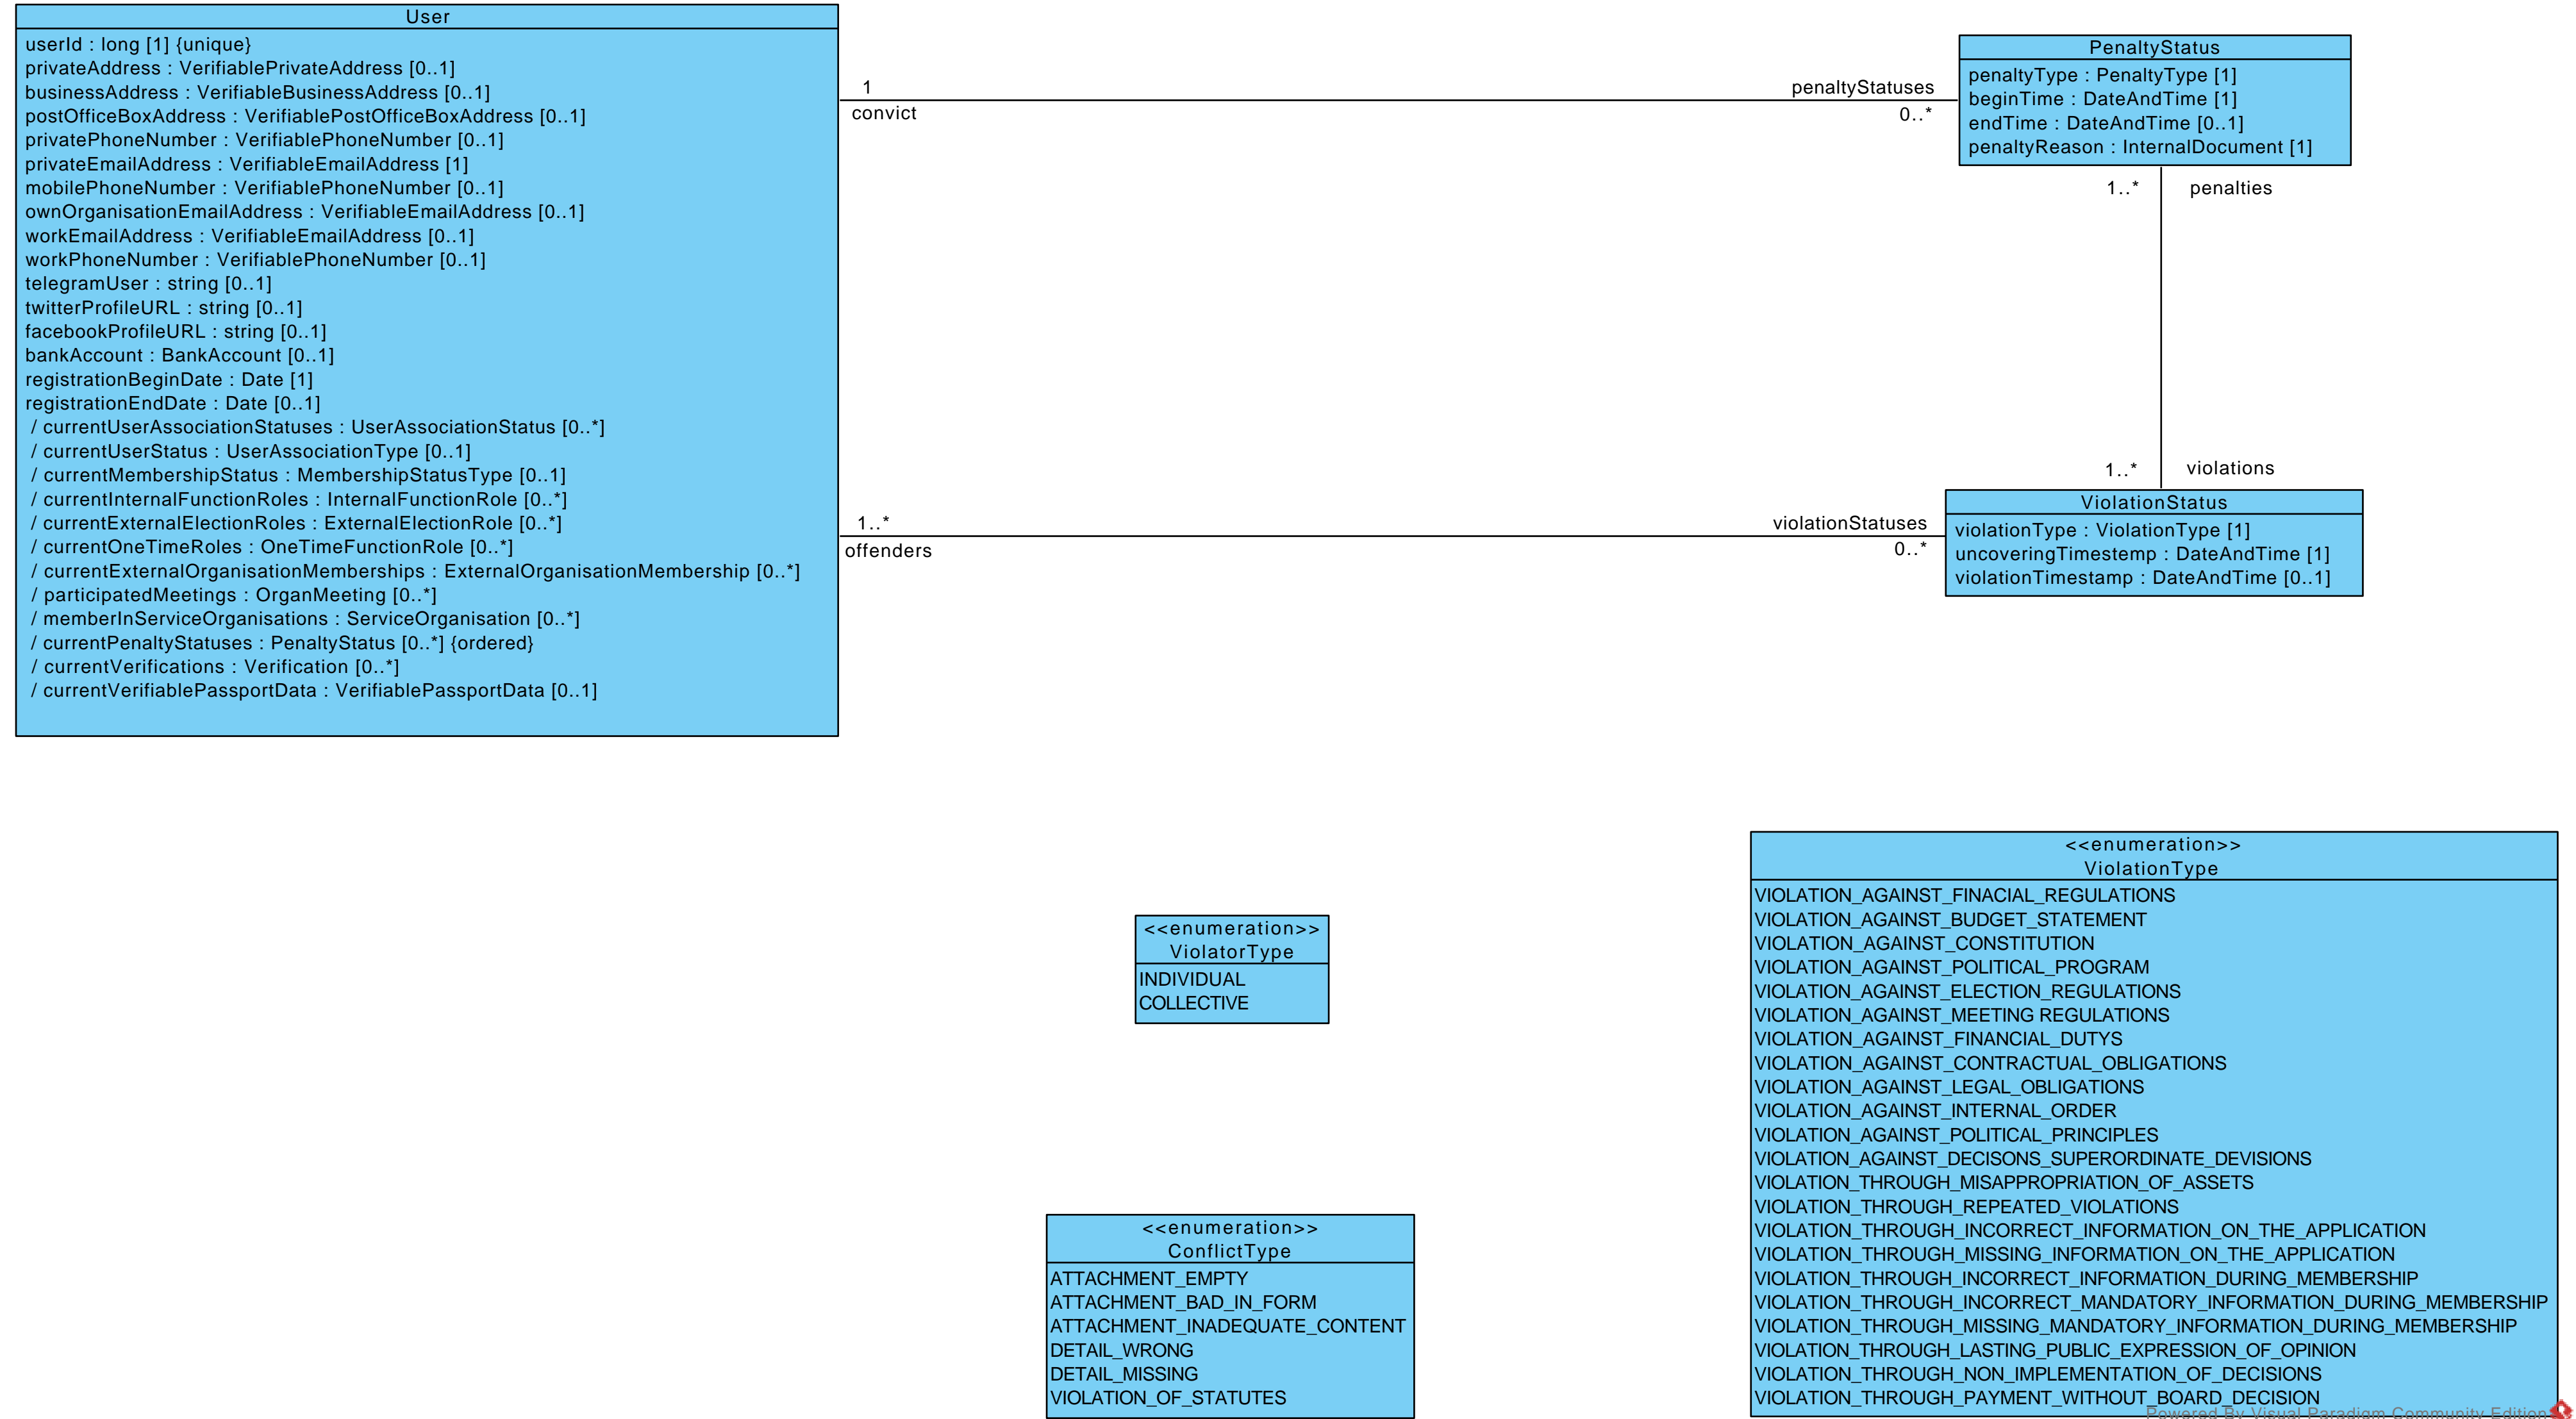 User
userId : long [1] {unique}
privateAddress : VerifiablePrivateAddress [0..1]
businessAddress : VerifiableBusinessAddress [0..1]
postOfficeBoxAddress : VerifiablePostOfficeBoxAddress [0..1]
privatePhoneNumber : VerifiablePhoneNumber [0..1]
privateEmailAddress : VerifiableEmailAddress [1]
mobilePhoneNumber : VerifiablePhoneNumber [0..1]
ownOrganisationEmailAddress : VerifiableEmailAddress [0..1]
workEmailAddress : VerifiableEmailAddress [0..1]
workPhoneNumber : VerifiablePhoneNumber [0..1]
telegramUser : string [0..1]
twitterProfileURL : string [0..1]
facebookProfileURL : string [0..1]
bankAccount : BankAccount [0..1]
registrationBeginDate : Date [1]
registrationEndDate : Date [0..1]
/ currentUserAssociationStatuses : UserAssociationStatus [0..*]
/ currentUserStatus : UserAssociationType [0..1]
/ currentMembershipStatus : MembershipStatusType [0..1]
/ currentInternalFunctionRoles : InternalFunctionRole [0..*]
/ currentExternalElectionRoles : ExternalElectionRole [0..*]
/ currentOneTimeRoles : OneTimeFunctionRole [0..*]
/ currentExternalOrganisationMemberships : ExternalOrganisationMembership [0..*]
/ participatedMeetings : OrganMeeting [0..*]
/ memberInServiceOrganisations : ServiceOrganisation [0..*]
/ currentPenaltyStatuses : PenaltyStatus [0..*] {ordered}
/ currentVerifications : Verification [0..*]
/ currentVerifiablePassportData : VerifiablePassportData [0..1]
1
convict
penaltyStatuses
0..*
PenaltyStatus
penaltyType : PenaltyType [1]
beginTime : DateAndTime [1]
endTime : DateAndTime [0..1]
penaltyReason : InternalDocument [1]
1..*
penalties
1..*
violations
1..*
offenders
violationStatuses
0..*
ViolationStatus
violationType : ViolationType [1]
uncoveringTimestemp : DateAndTime [1]
violationTimestamp : DateAndTime [0..1]
<<enumeration>>
ViolatorType
INDIVIDUAL
COLLECTIVE
<<enumeration>>
ConflictType
ATTACHMENT_EMPTY
ATTACHMENT_BAD_IN_FORM
ATTACHMENT_INADEQUATE_CONTENT
DETAIL_WRONG
DETAIL_MISSING
VIOLATION_OF_STATUTES
<<enumeration>>
ViolationType
VIOLATION_AGAINST_FINACIAL_REGULATIONS
VIOLATION_AGAINST_BUDGET_STATEMENT
VIOLATION_AGAINST_CONSTITUTION
VIOLATION_AGAINST_POLITICAL_PROGRAM
VIOLATION_AGAINST_ELECTION_REGULATIONS
VIOLATION_AGAINST_MEETING REGULATIONS
VIOLATION_AGAINST_FINANCIAL_DUTYS
VIOLATION_AGAINST_CONTRACTUAL_OBLIGATIONS
VIOLATION_AGAINST_LEGAL_OBLIGATIONS
VIOLATION_AGAINST_INTERNAL_ORDER
VIOLATION_AGAINST_POLITICAL_PRINCIPLES
VIOLATION_AGAINST_DECISONS_SUPERORDINATE_DEVISIONS
VIOLATION_THROUGH_MISAPPROPRIATION_OF_ASSETS
VIOLATION_THROUGH_REPEATED_VIOLATIONS
VIOLATION_THROUGH_INCORRECT_INFORMATION_ON_THE_APPLICATION
VIOLATION_THROUGH_MISSING_INFORMATION_ON_THE_APPLICATION
VIOLATION_THROUGH_INCORRECT_INFORMATION_DURING_MEMBERSHIP
VIOLATION_THROUGH_INCORRECT_MANDATORY_INFORMATION_DURING_MEMBERSHIP
VIOLATION_THROUGH_MISSING_MANDATORY_INFORMATION_DURING_MEMBERSHIP
VIOLATION_THROUGH_LASTING_PUBLIC_EXPRESSION_OF_OPINION
VIOLATION_THROUGH_NON_IMPLEMENTATION_OF_DECISIONS
VIOLATION_THROUGH_PAYMENT_WITHOUT_BOARD_DECISION
Powered By Visual Paradigm Community Edition